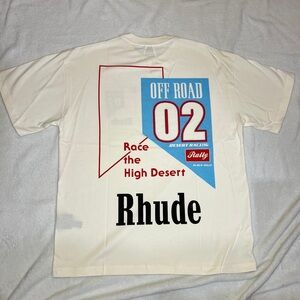 OFF ROAD
02
DESERT RACING
Rally
Race
the
High Desert
Rhude